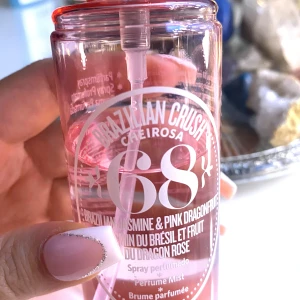 BRAZILIAN CRUSH
CHEIROSA
68
BRAZILIAN JASMINE & PINK DRAGONFRUIT
DU BRÉSIL ET FRUIT
DU DRAGON ROSE
Spray
Perfume Mist
Brume parfumée